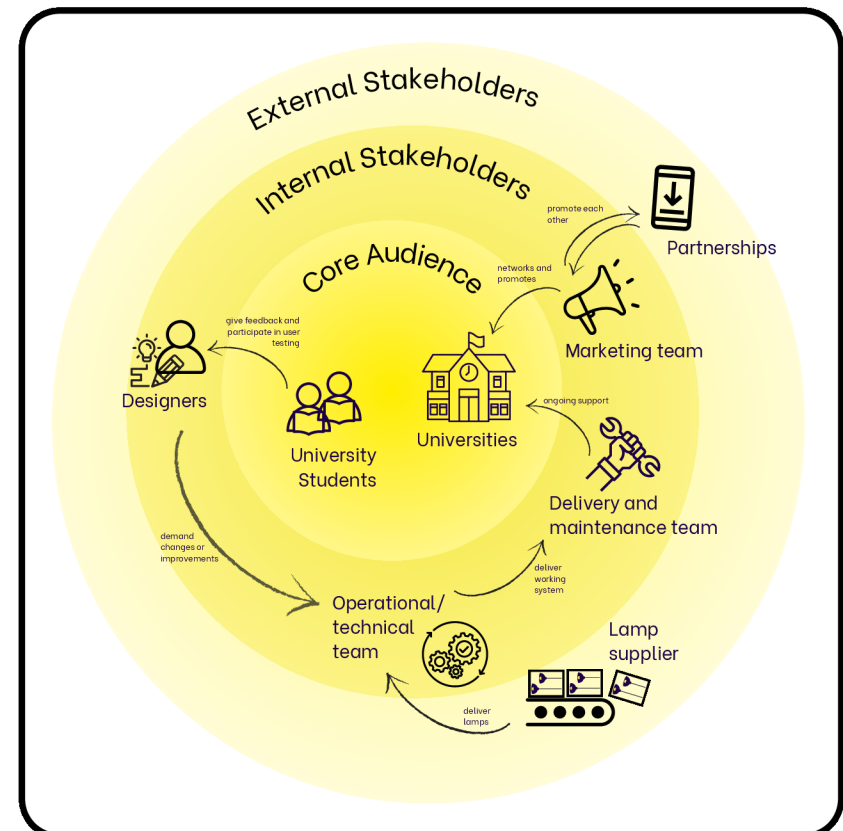 External Stakeholders
Internal Stakeholders
Core Audience
promote each
other
Partnerships
networks and
promotes
Marketing team
give feedback and
participate in user
testing
Designers
University
Students
Universities
ongoing support
Delivery and
maintenance team
demand
changes or
improvements
deliver
working
system
Operational/
technical
team
Lamp
supplier
deliver
lamps